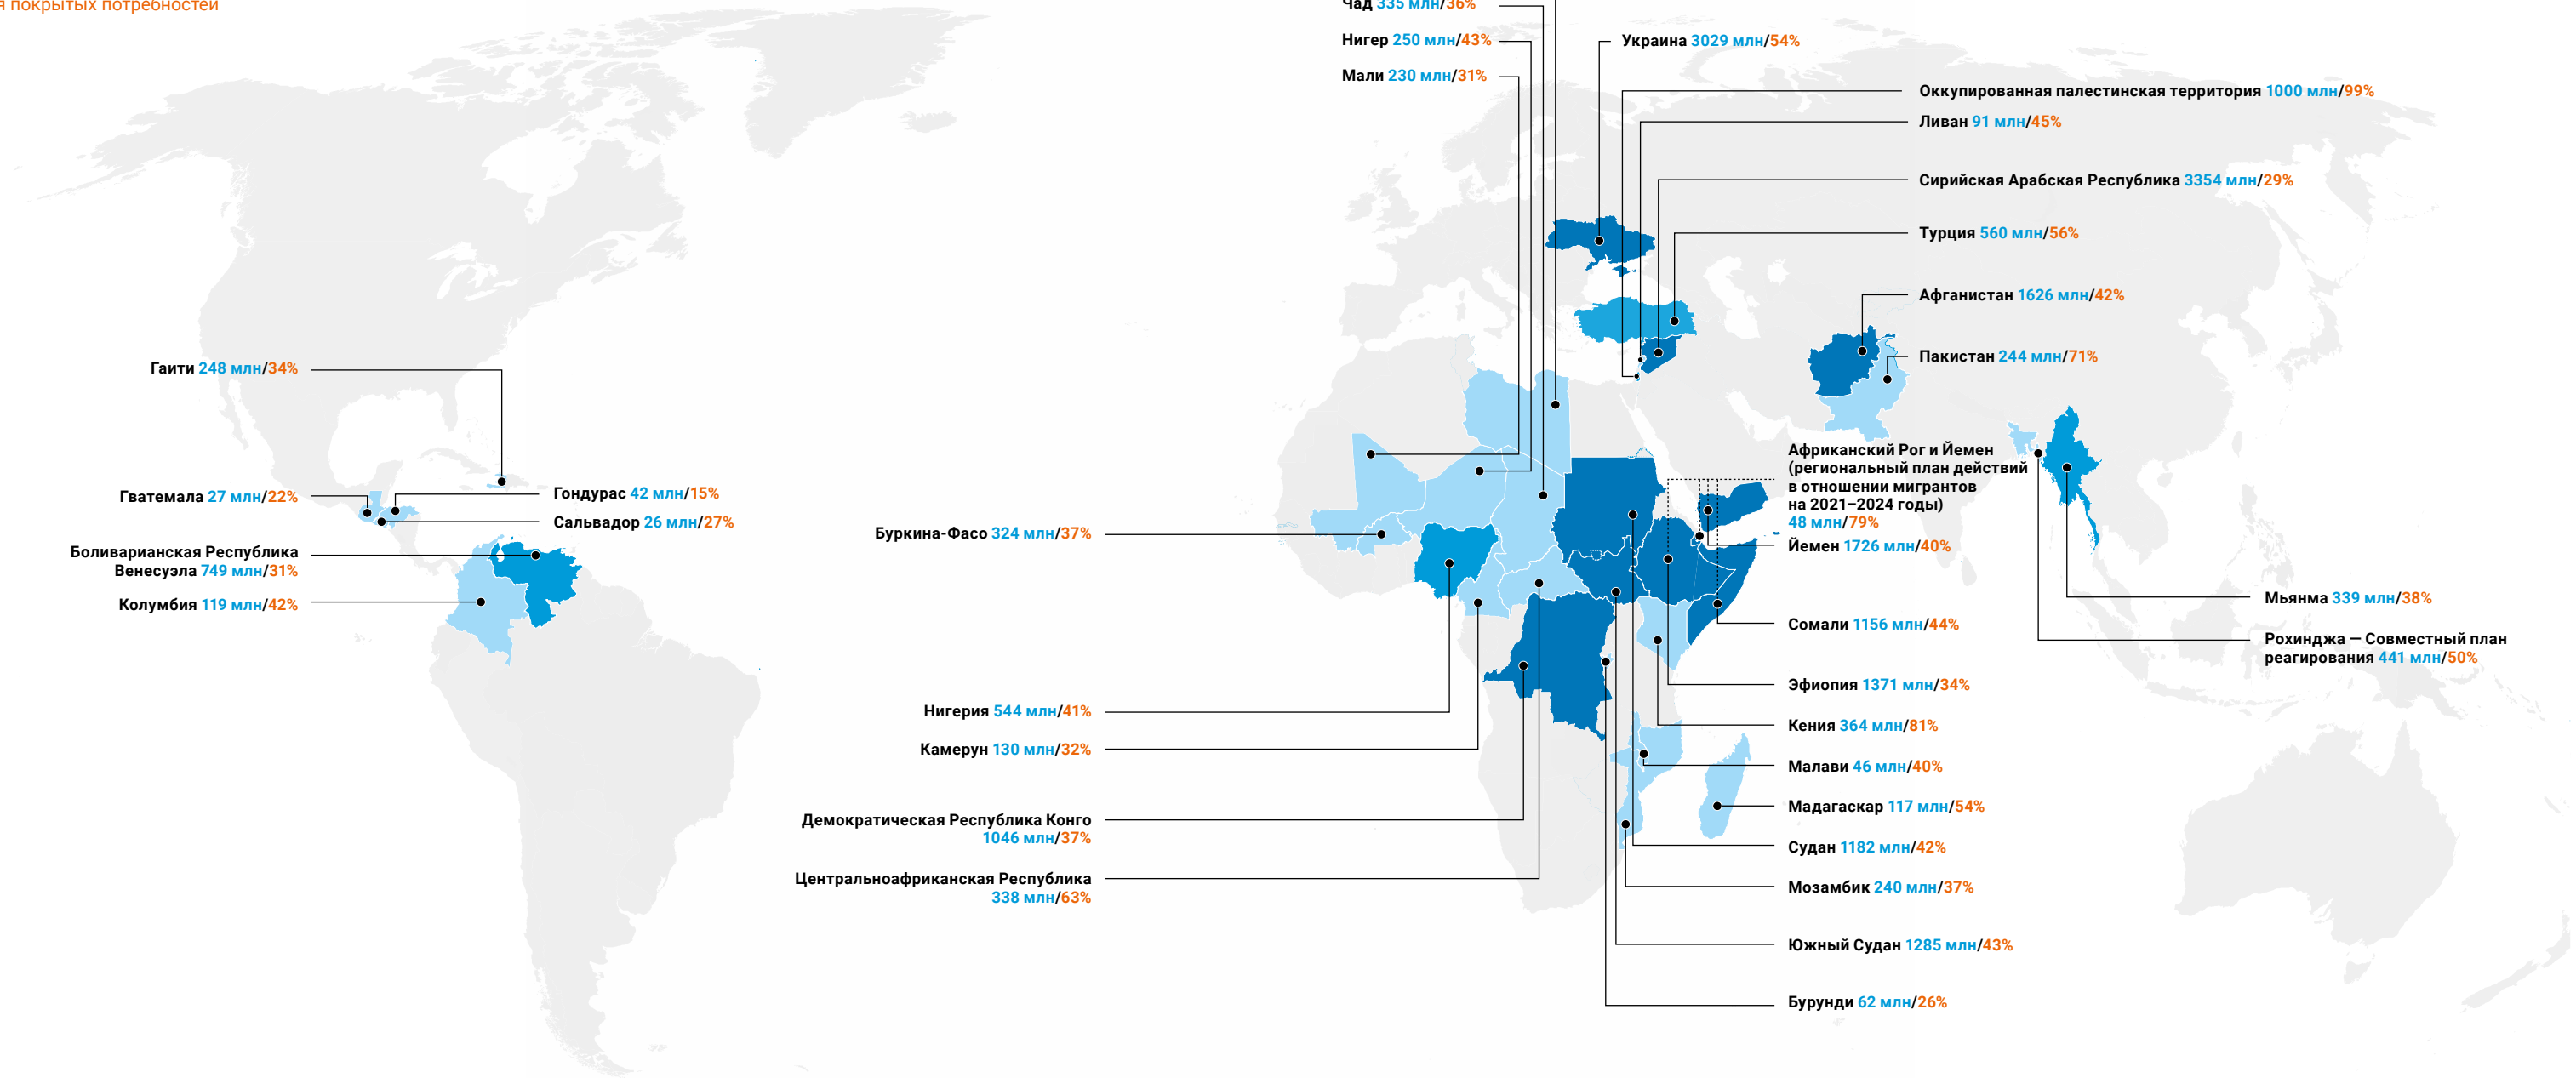 покрытых потребностей
Чад 335 млн/36%
Нигер 250 млн/43%
Мали 230 млн/31%
Украина 3029 млн/54%
Оккупированная палестинская территория 1000 млн/99%
Ливан 91 млн/45%
Сирийская Арабская Республика 3354 млн/29%
Турция 560 млн/56%
Афганистан 1626 млн/42%
Пакистан 244 млн/71%
Гаити 248 млн/34%
Гватемала 27 млн/22%
Гондурас 42 млн/15%
Сальвадор 26 млн/27%
Боливарианская Республика
Венесуэла 749 млн/31%
Колумбия 119 млн/42%
Буркина-Фасо 324 млн/37%
Нигерия 544 млн/41%
Камерун 130 млн/32%
Демократическая Республика Конго
1046 млн/37%
Центральноафриканская Республика
338 млн/63%
Африканский Рог и Йемен
(региональный план действий
в отношении мигрантов
на 2021–2024 годы)
48 млн/79%
Йемен 1726 млн/40%
Сомали 1156 млн/44%
Эфиопия 1371 млн/34%
Кения 364 млн/81%
Малави 46 млн/40%
Мадагаскар 117 млн/54%
Судан 1182 млн/42%
Мозамбик 240 млн/37%
Южный Судан 1285 млн/43%
Бурунди 62 млн/26%
Мьянма 339 млн/38%
Рохинджа — Совместный план
реагирования 441 млн/50%